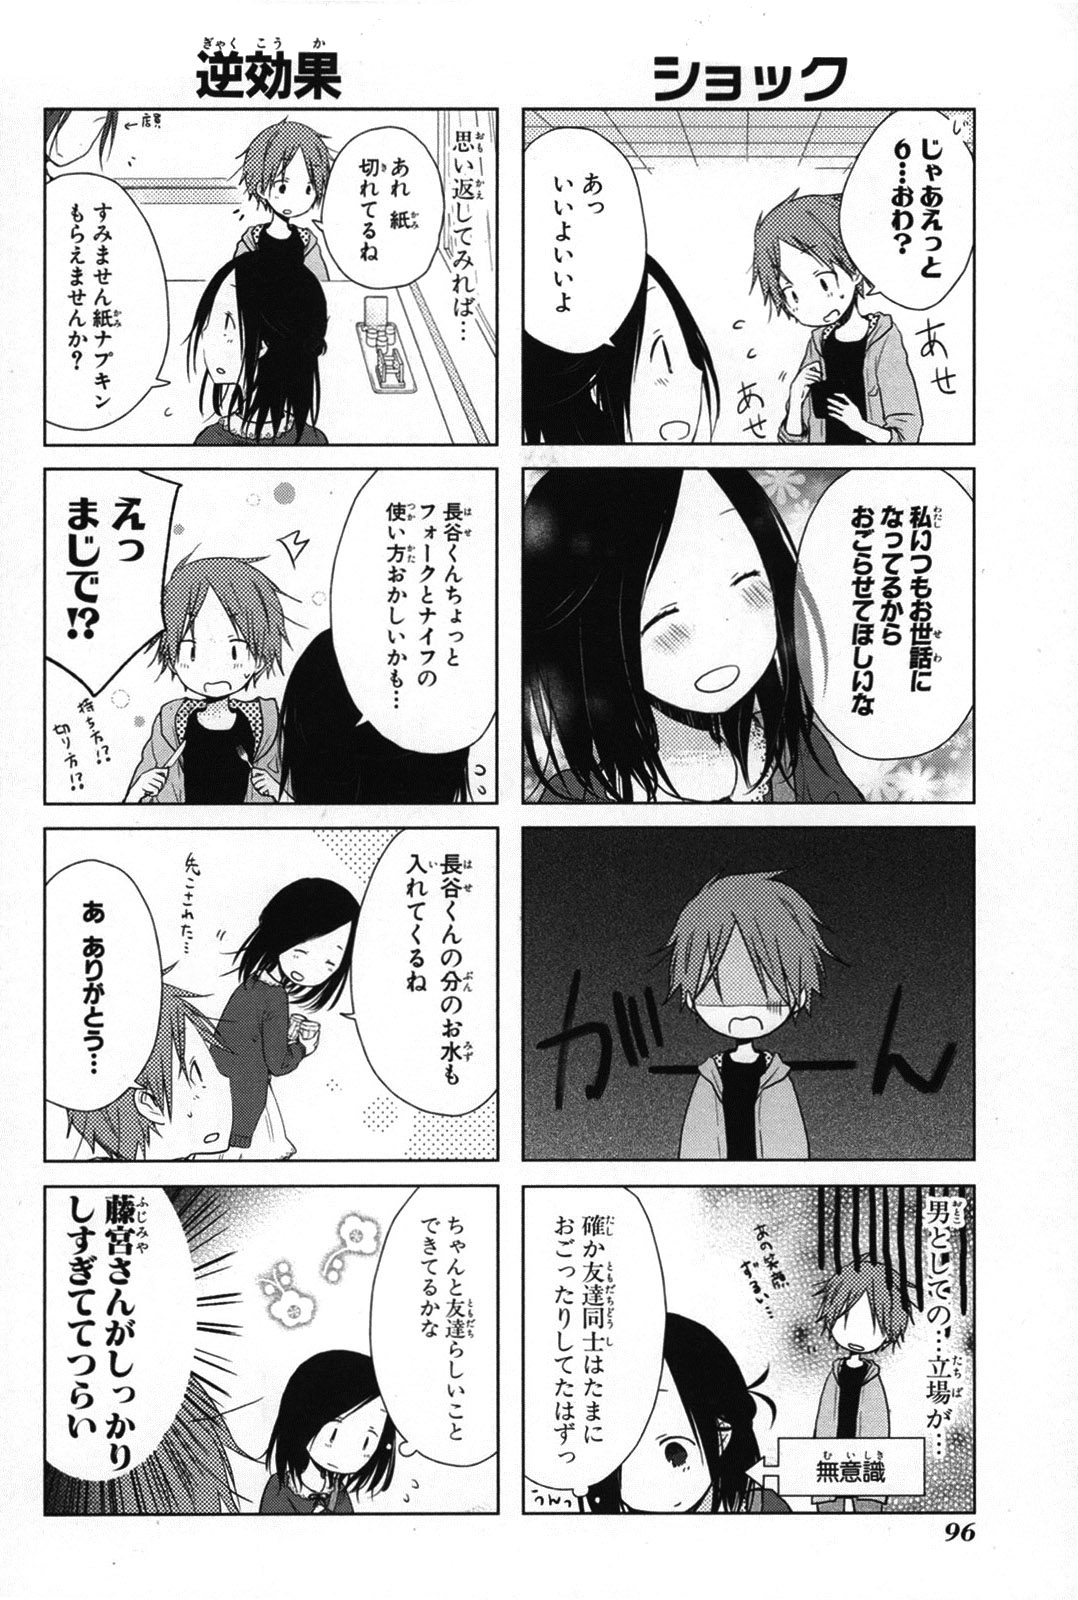 ショック
じゃあえっと
6…おわ?
あせ
あせ
あっ
いいよいいよ
私いつもお世話に
なってるから
おごらせてほしいな
ガーン
男としての…立場が…
あの笑顔
ずるい…
無意識
確か友達同士はたまに
おごったりしてたはずっ
うんっ
逆効果
思い返してみれば…
あれ 紙
切れてるね
←店員
すみません紙ナプキン
もらえませんか?
長谷くんちょっと
フォークとナイフの
使い方おかしいかも…
えっ
まじで!?
持ち方!?
切り方!?
長谷くんの分のお水も
入れてくるね
先こされた…
あ ありがとう…
ちゃんと友達らしいこと
できてるかな
藤宮さんがしっかり
しすぎててつらい
96